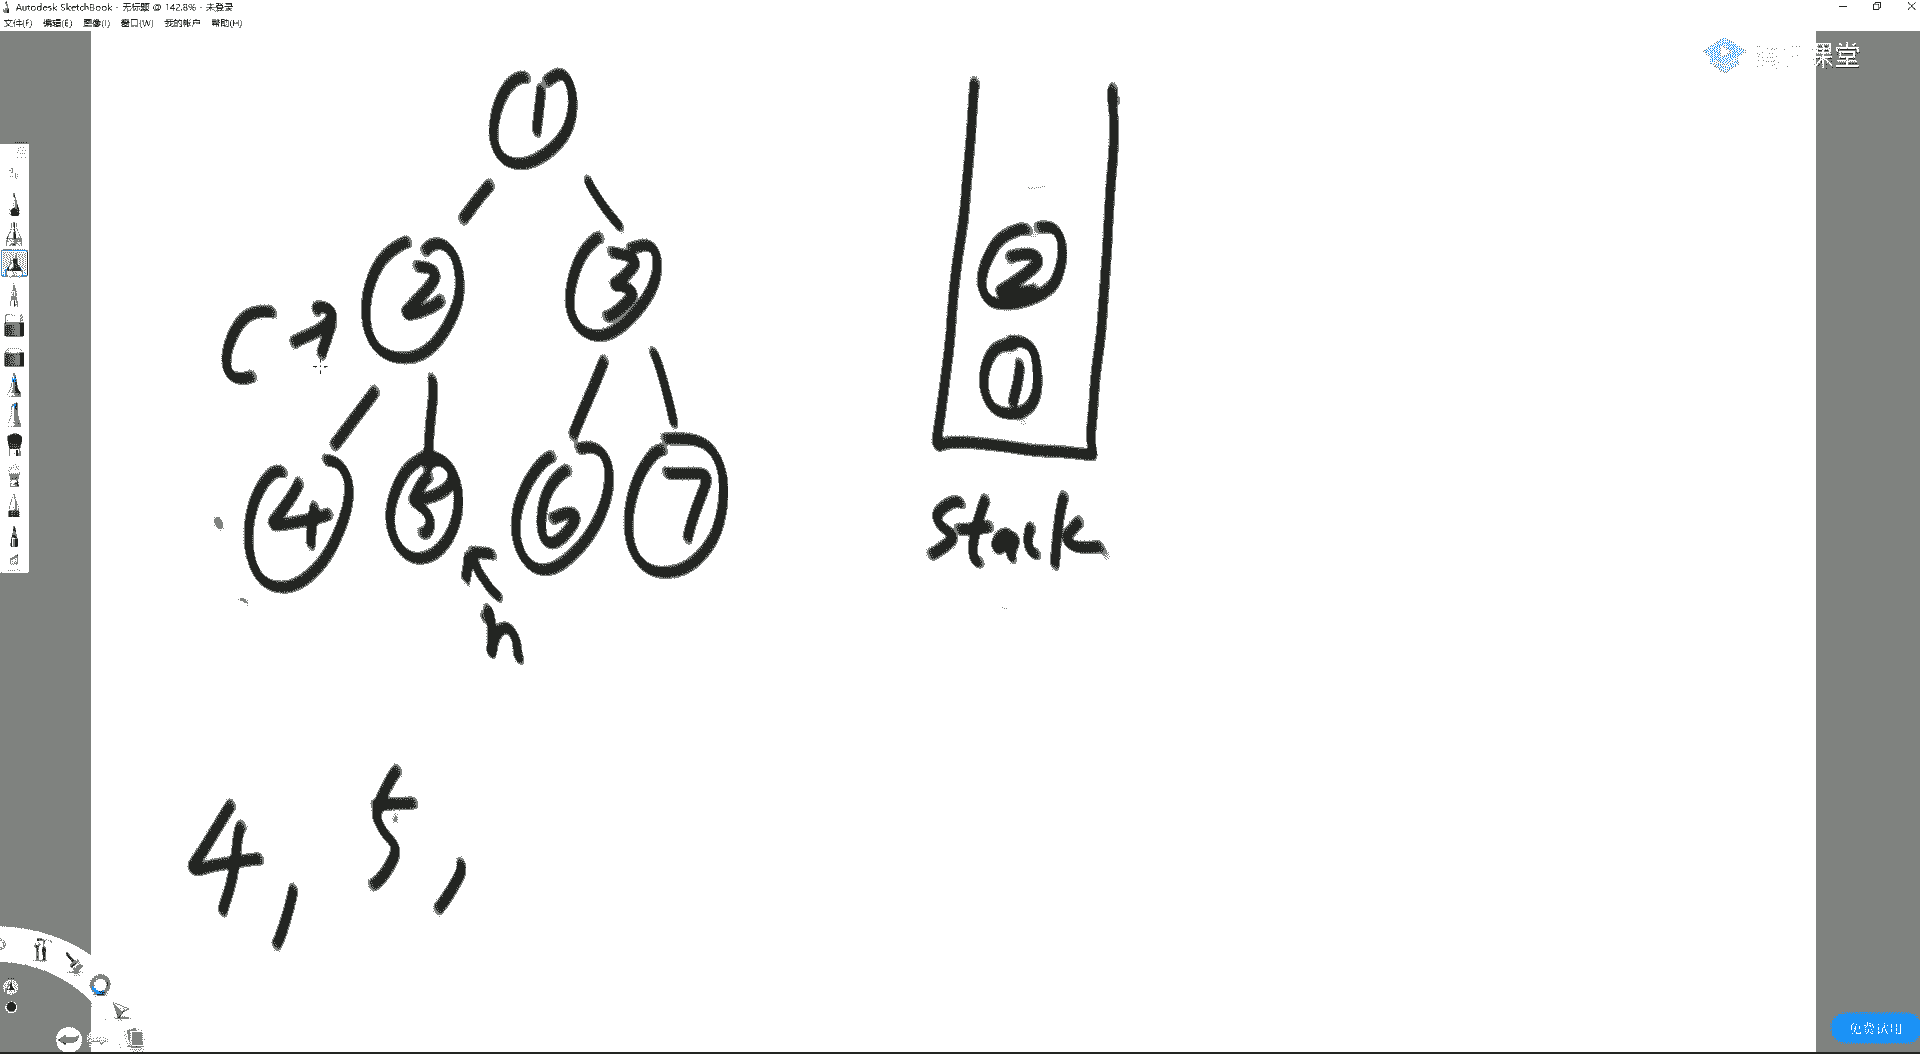 Autodesk SketchBook - 无标题 @ 142.8% - 未登录
文件(F) 编辑(E) 图像(I) 窗口(W) 我的帐户 帮助(H)
课堂
1
2 3
2
C
1
4 5 6 7
Stack
h
4, 5,
免费试用